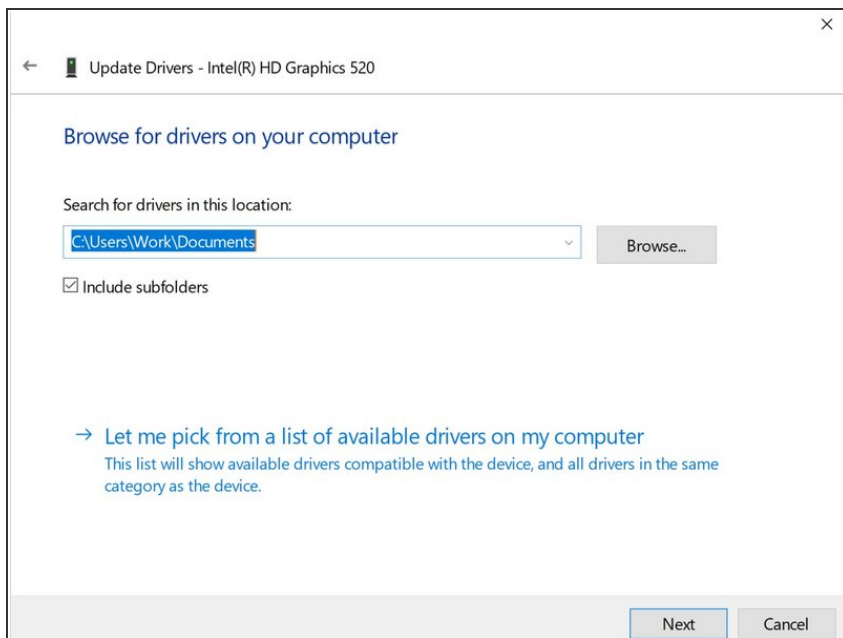 Update Drivers - Intel(R) HD Graphics 520
Browse for drivers on your computer
Search for drivers in this location:
C:\Users\Work\Documents
Browse...
Include subfolders
Let me pick from a list of available drivers on my computer
This list will show available drivers compatible with the device, and all drivers in the same
category as the device.
Next
Cancel